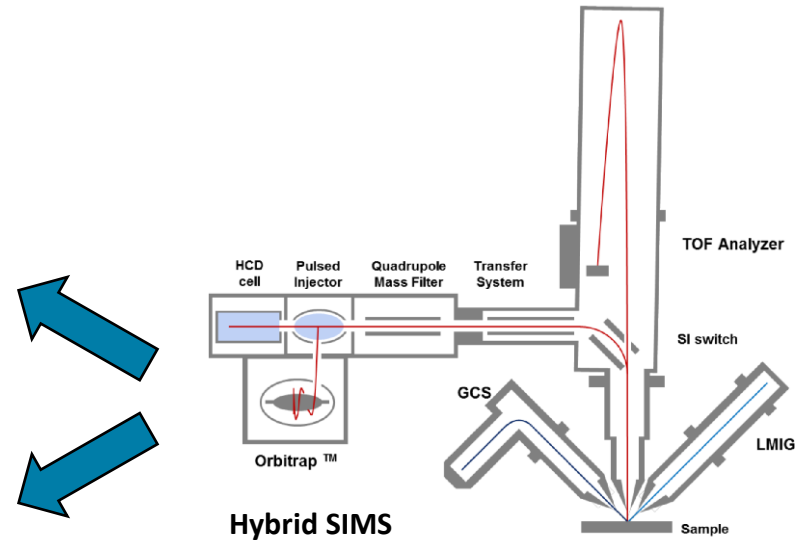 TOF Analyzer
HCD cell
Pulsed Injector
Quadrupole Mass Filter
Transfer System
SI switch
GCS
LMIG
Orbitrap ™
Hybrid SIMS
Sample